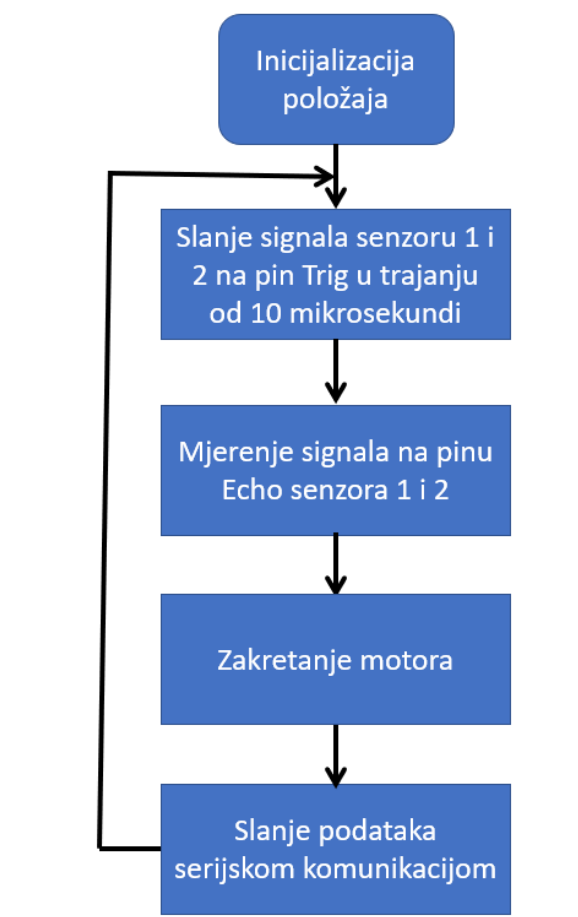 Inicijalizacija
položaja
Slanje signala senzoru 1 i
2 na pin Trig u trajanju
od 10 mikrosekundi
Mjerenje signala na pinu
Echo senzora 1 i 2
Zakretanje motora
Slanje podataka
serijskom komunikacijom